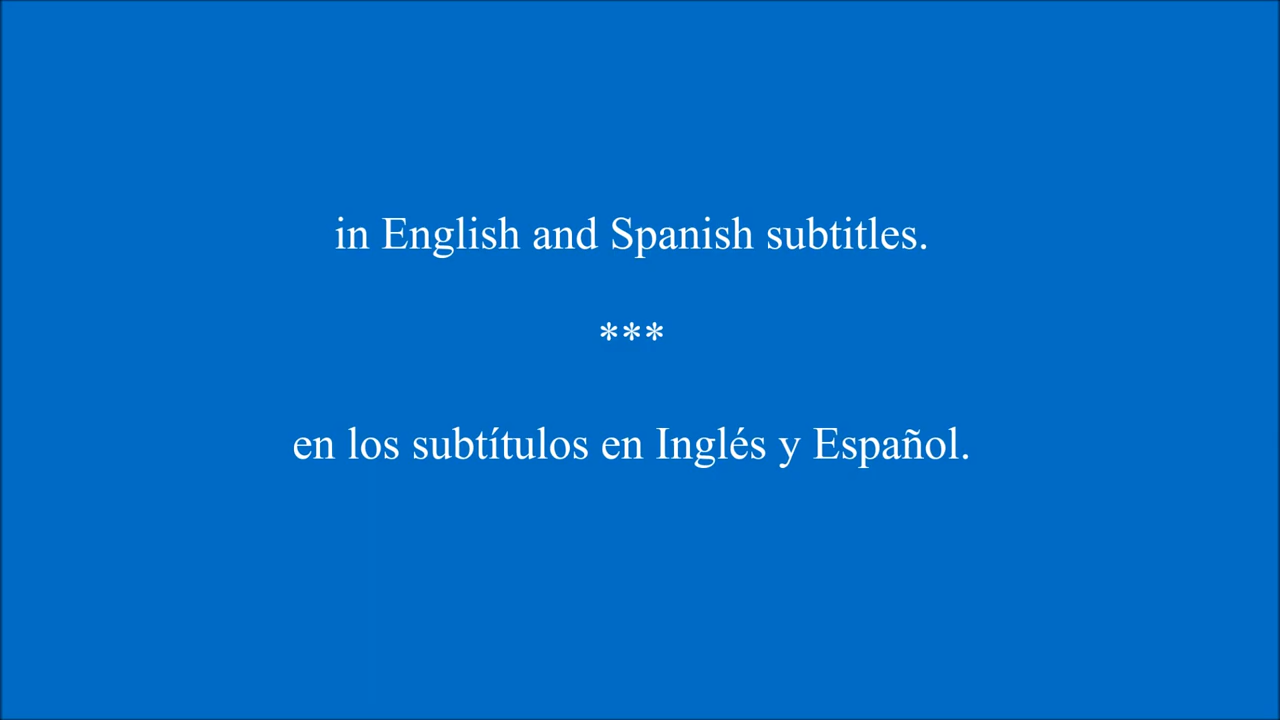 in English and Spanish subtitles.
***
en los subtítulos en Inglés y Español.